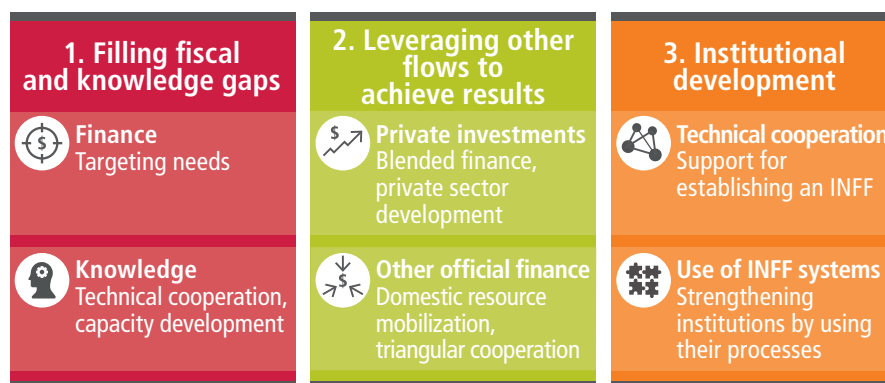 1. Filling fiscal
and knowledge gaps
$
Finance
Targeting needs
Knowledge
Technical cooperation,
capacity development
2. Leveraging other
flows to
achieve results
$
Private investments
Blended finance,
private sector
development
$
Other official finance
Domestic resource
mobilization,
triangular cooperation
3. Institutional
development
Technical cooperation
Support for
establishing an INFF
Use of INFF systems
Strengthening
institutions by using
their processes